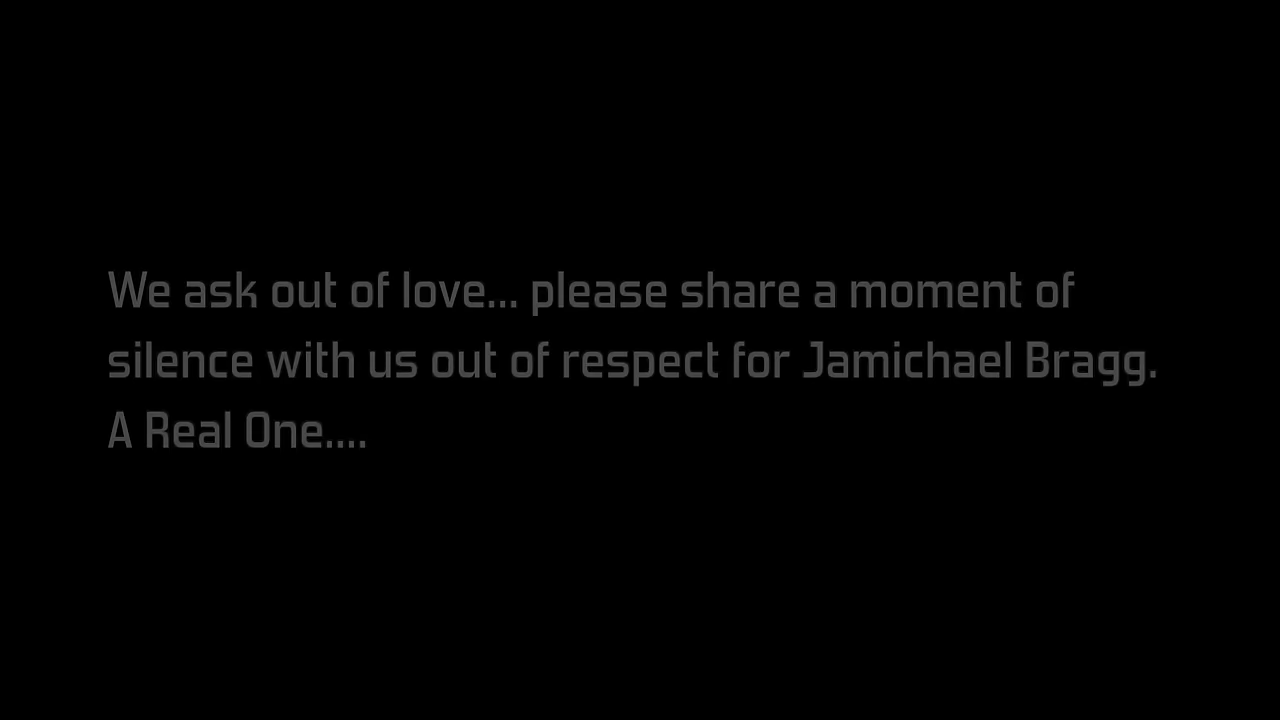 We ask out of love... please share a moment of
silence with us out of respect for Jamichael Bragg.
A Real One....